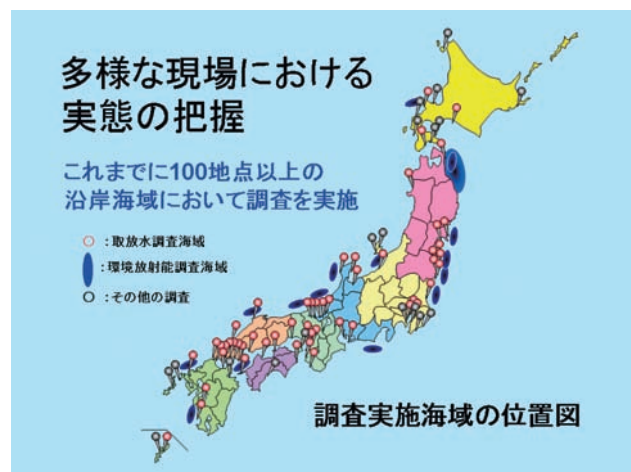 多様な現場における
実態の把握
これまでに100地点以上の
沿岸海域において調査を実施
：取放水調査海域
：環境放射能調査海域
：その他の調査
調査実施海域の位置図